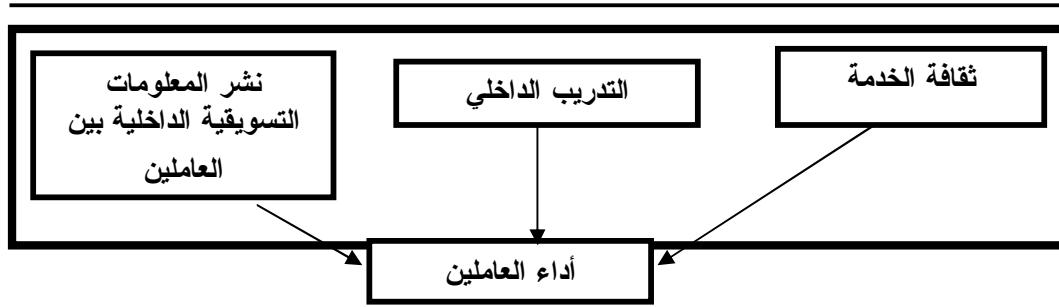 ثقافة الخدمة
التدريب الداخلي
نشر المعلومات
التسويقية الداخلية بين
العاملين
أداء العاملين